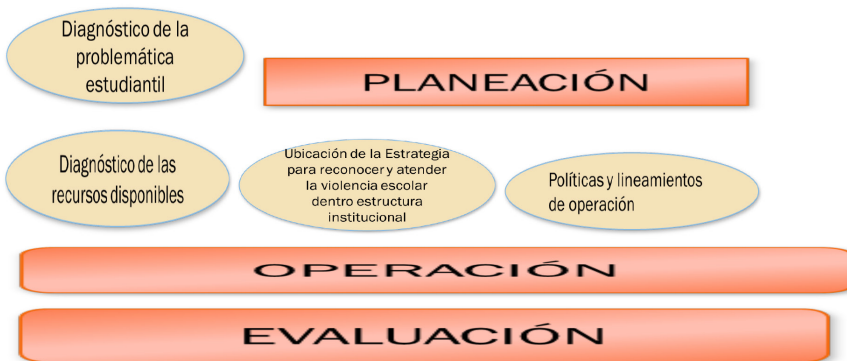 Diagnóstico de la
problemática
estudiantil
PLANEACIÓN
Diagnóstico de las
recursos disponibles
Ubicación de la Estrategia
para reconocer y atender
la violencia escolar
dentro estructura
institucional
Políticas y lineamientos
de operación
OPERACIÓN
EVALUACIÓN